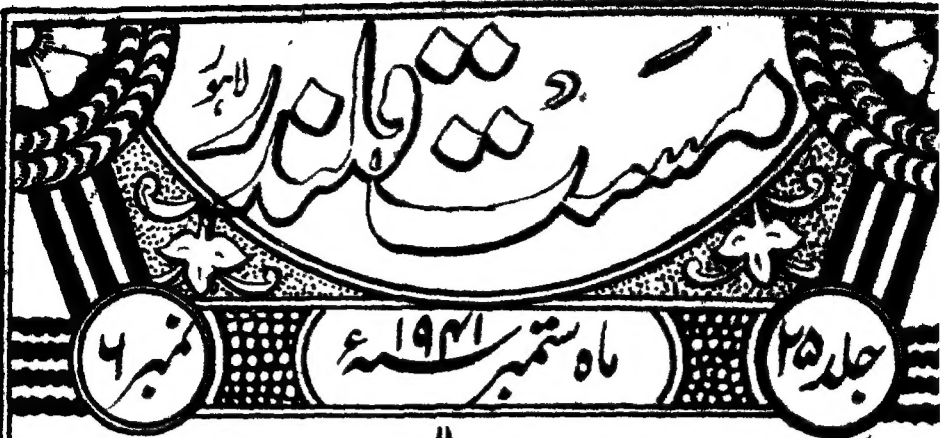 مست قلندر لاہور
جلد ۲۵
ماہ ستمبر ۱۹۴۱ء
نمبر ۶